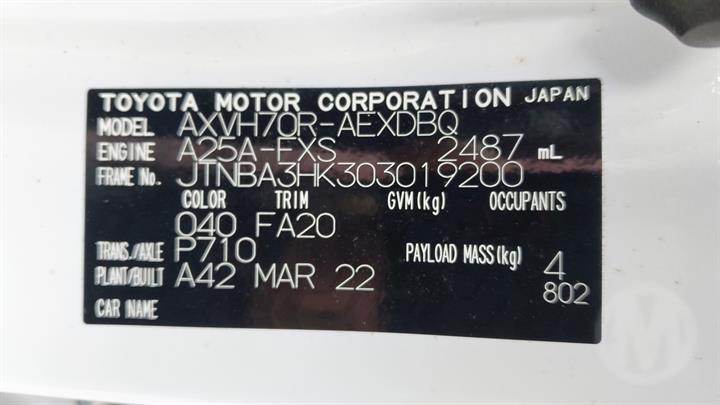 TOYOTA MOTOR CORPORATION JAPAN
MODEL AXVH70R-AEXDBQ
ENGINE A25A-FXS 2487 mL
FRAME No. JTNBA3HK303019200
COLOR TRIM GVM(kg) OCCUPANTS
040 FA20
TRANS./AXLE P710 PAYLOAD MASS(kg) 4
PLANT/BUILT A42 MAR 22 802
CAR NAME
M